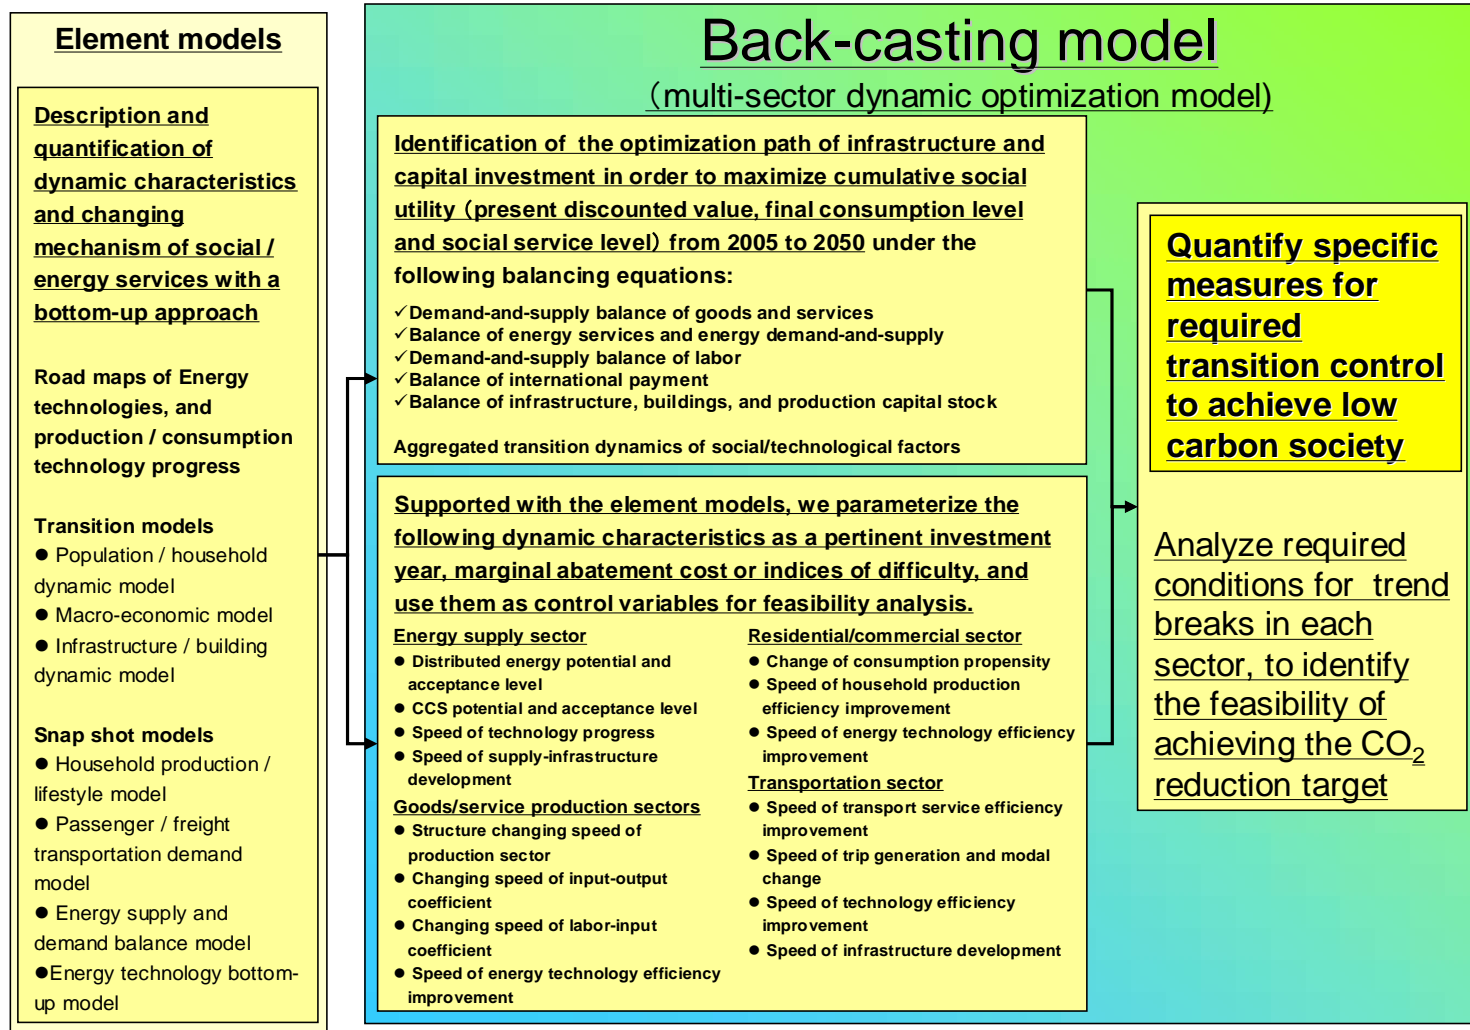 Element models
Description and
quantification of
dynamic characteristics
and changing
mechanism of social /
energy services with a
bottom-up approach
Road maps of Energy
technologies, and
production / consumption
technology progress
Transition models
● Population / household
dynamic model
● Macro-economic model
● Infrastructure / building
dynamic model
Snap shot models
● Household production /
lifestyle model
● Passenger / freight
transportation demand
model
● Energy supply and
demand balance model
●Energy technology bottom-
up model
Back-casting model
（multi-sector dynamic optimization model)
Identification of  the optimization path of infrastructure and
capital investment in order to maximize cumulative social
utility（present discounted value, final consumption level
and social service level）from 2005 to 2050 under the
following balancing equations:
✓Demand-and-supply balance of goods and services
✓Balance of energy services and energy demand-and-supply
✓Demand-and-supply balance of labor
✓Balance of international payment
✓Balance of infrastructure, buildings, and production capital stock
Aggregated transition dynamics of social/technological factors
Supported with the element models, we parameterize the
following dynamic characteristics as a pertinent investment
year, marginal abatement cost or indices of difficulty, and
use them as control variables for feasibility analysis.
Energy supply sector
● Distributed energy potential and
acceptance level
● CCS potential and acceptance level
● Speed of technology progress
● Speed of supply-infrastructure
development
Goods/service production sectors
● Structure changing speed of
production sector
● Changing speed of input-output
coefficient
● Changing speed of labor-input
coefficient
● Speed of energy technology efficiency
improvement
Residential/commercial sector
● Change of consumption propensity
● Speed of household production
efficiency improvement
● Speed of energy technology efficiency
improvement
Transportation sector
● Speed of transport service efficiency
improvement
● Speed of trip generation and modal
change
● Speed of technology efficiency
improvement
● Speed of infrastructure development
Quantify specific
measures for
required
transition control
to achieve low
carbon society
Analyze required
conditions for  trend
breaks in each
sector, to identify
the feasibility of
achieving the CO₂
reduction target